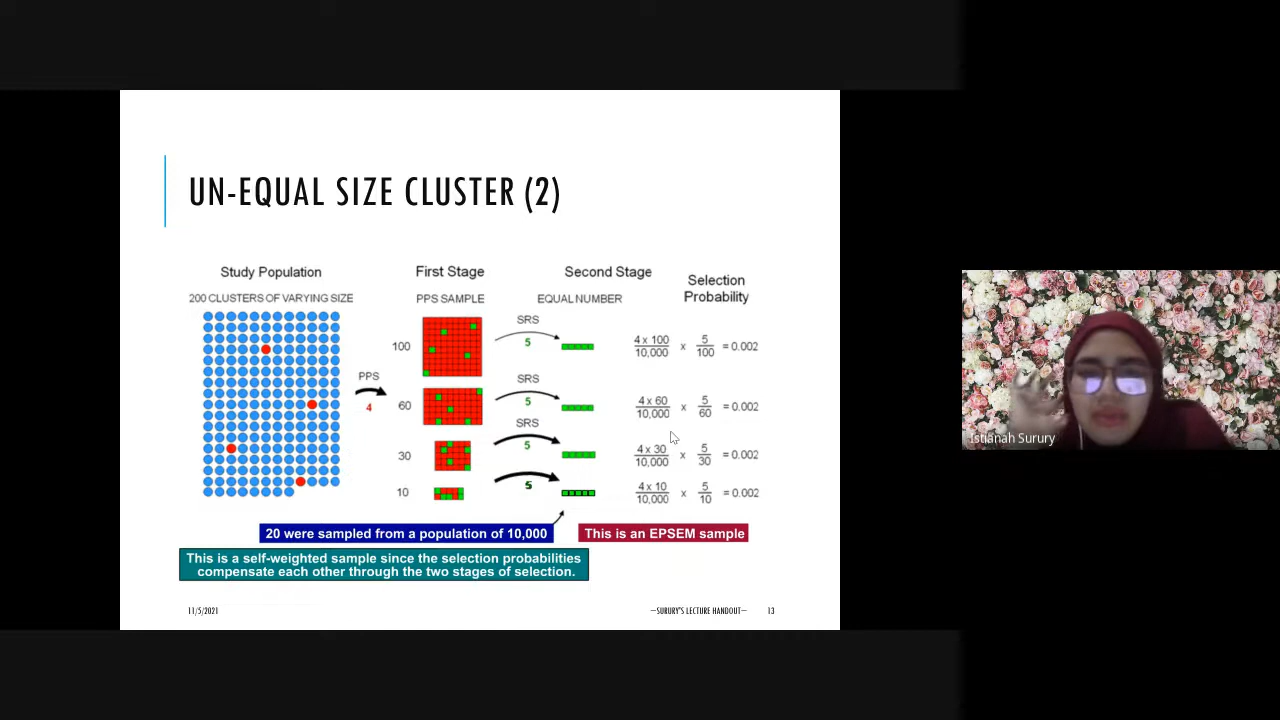 UN-EQUAL SIZE CLUSTER (2)
Study Population
200 CLUSTERS OF VARYING SIZE
PPS
4
First Stage
PPS SAMPLE
100
60
30
10
Second Stage
EQUAL NUMBER
SRS
5
SRS
5
SRS
5
5
Selection
Probability
4 x 100 / 10,000 x 5 / 100 = 0.002
4 x 60 / 10,000 x 5 / 60 = 0.002
4 x 30 / 10,000 x 5 / 30 = 0.002
4 x 10 / 10,000 x 5 / 10 = 0.002
20 were sampled from a population of 10,000
This is an EPSEM sample
This is a self-weighted sample since the selection probabilities
compensate each other through the two stages of selection.
11/5/2021
—SURURY'S LECTURE HANDOUT—
13
Istianah Surury